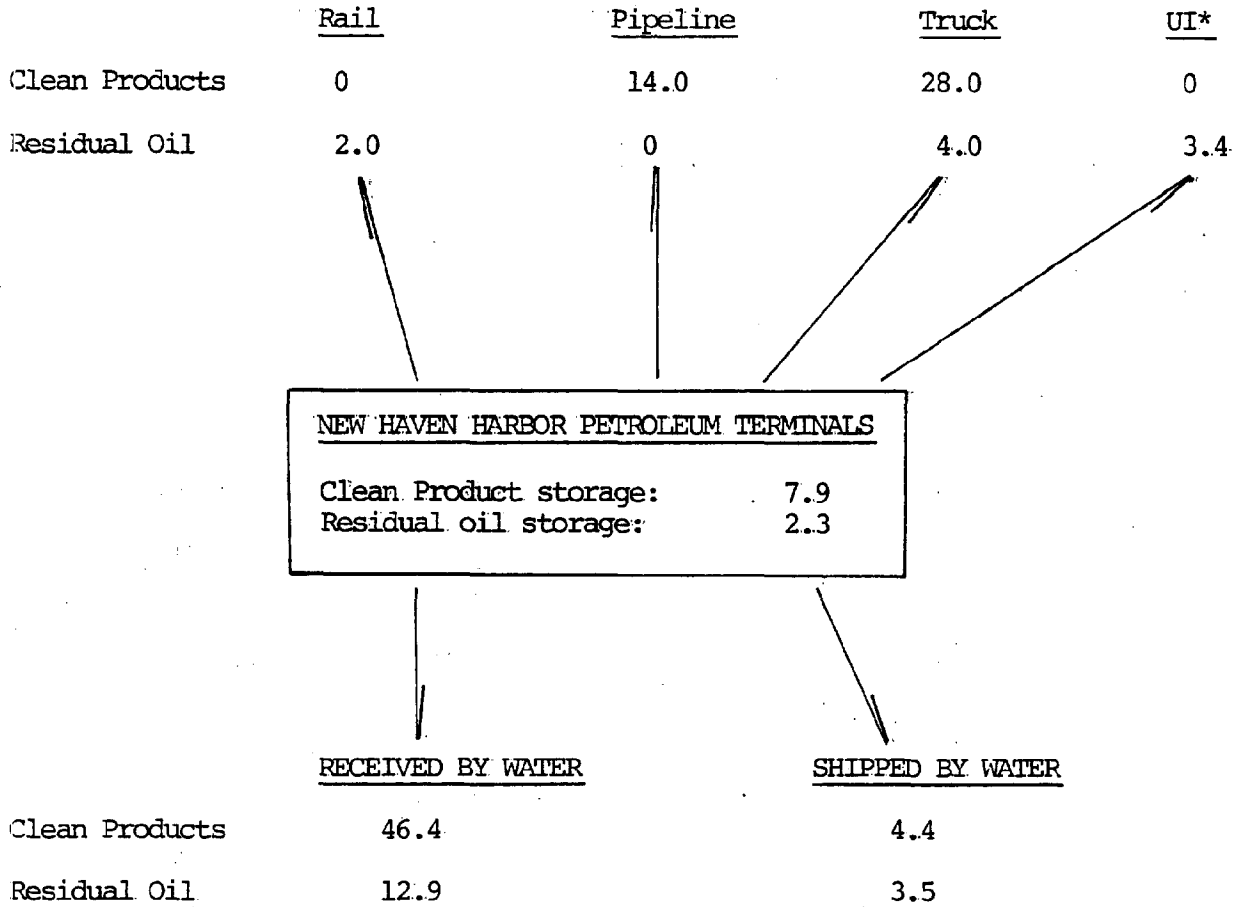 Rail Pipeline Truck UI*
Clean Products 0 14.0 28.0 0
Residual Oil 2.0 0 4.0 3.4
NEW HAVEN HARBOR PETROLEUM TERMINALS
Clean Product storage: 7.9
Residual oil storage: 2.3
RECEIVED BY WATER SHIPPED BY WATER
Clean Products 46.4 4.4
Residual Oil 12.9 3.5